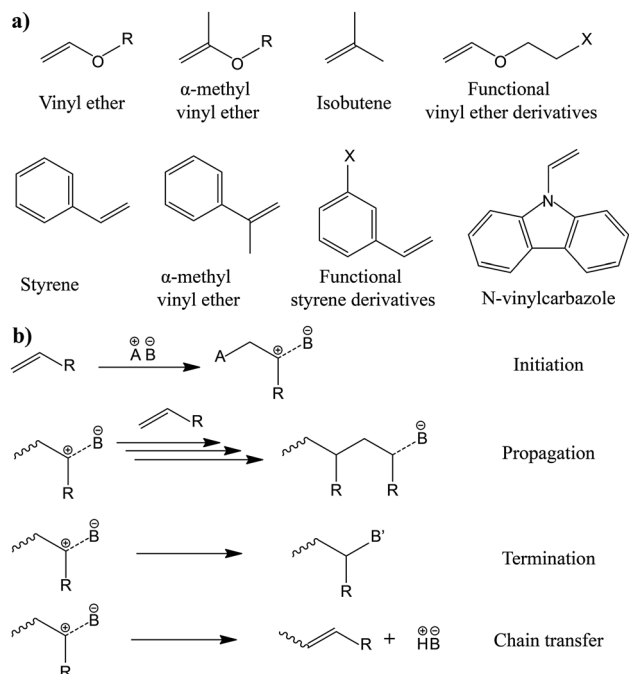 a)
O R
Vinyl ether
O R
α-methyl
vinyl ether
Isobutene
O X
Functional
vinyl ether derivatives
Styrene
α-methyl
vinyl ether
X
Functional
styrene derivatives
N
N-vinylcarbazole
b)
R
⊕ ⊖
A B
A ⊕ ⊖ B
R
Initiation
⊕ ⊖ B
R
R
⊖ B
R R
Propagation
⊕ ⊖ B
R
B'
R
Termination
⊕ ⊖ B
R
R + ⊕ ⊖
HB
Chain transfer